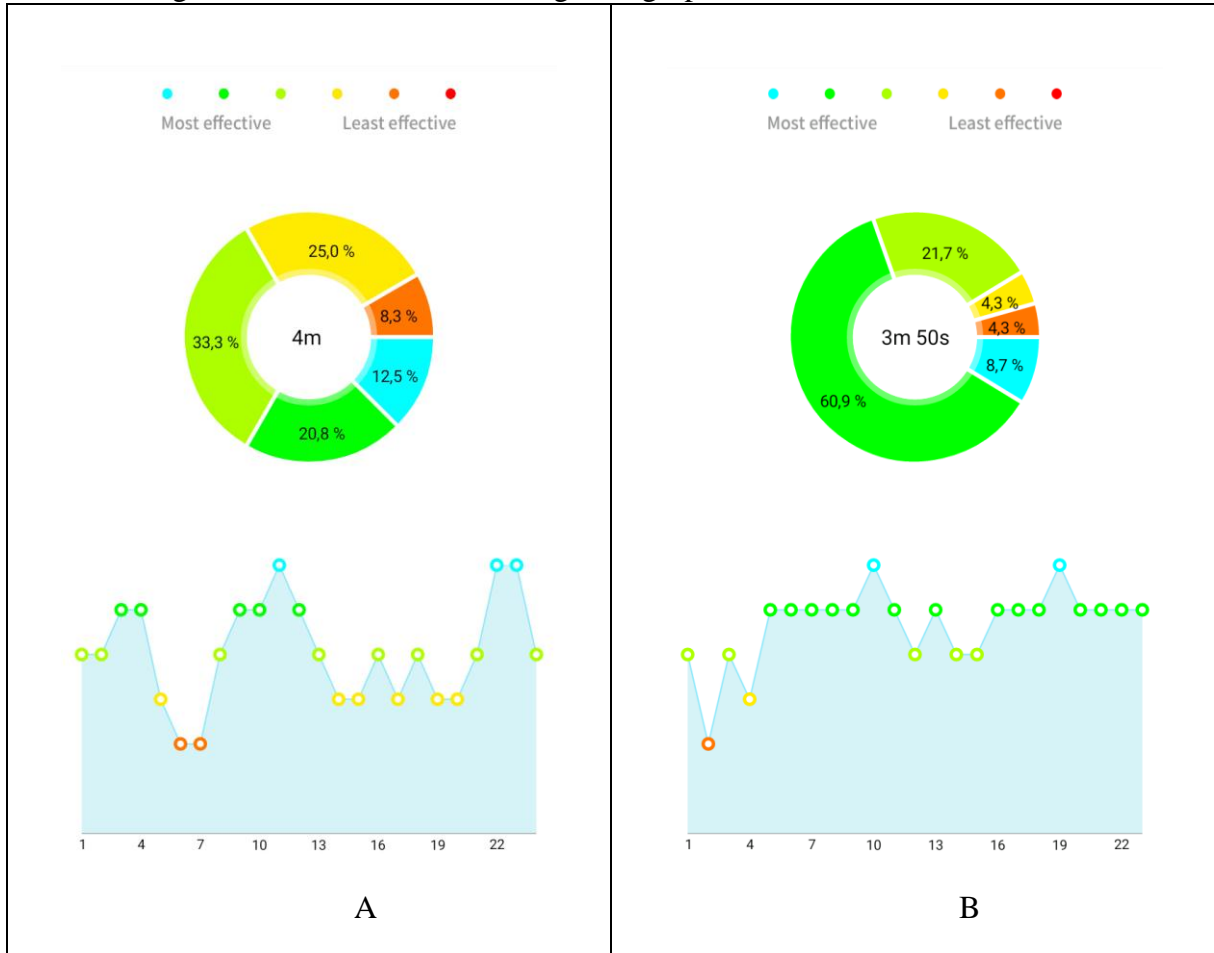 Most effective Least effective
25,0 %
8,3 %
33,3 %
4m
12,5 %
20,8 %
1 4 7 10 13 16 19 22
A
Most effective Least effective
21,7 %
4,3 %
4,3 %
3m 50s
8,7 %
60,9 %
1 4 7 10 13 16 19 22
B